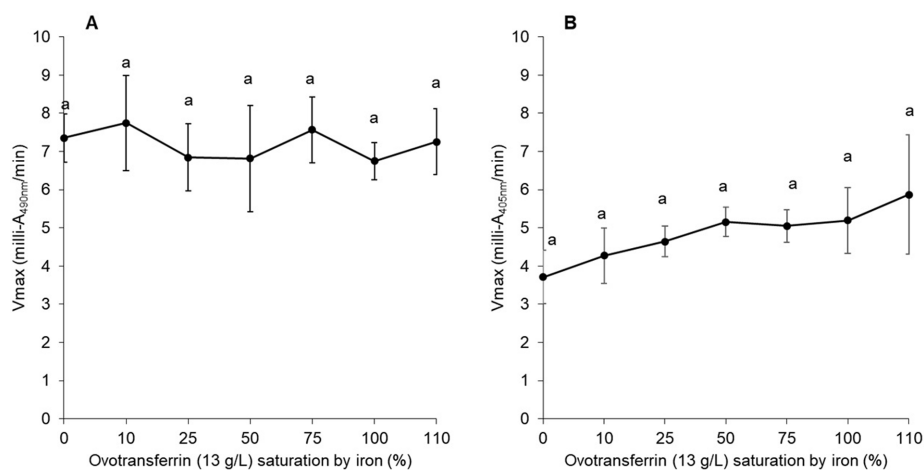 A
10
9
8
7
6
5
4
3
2
1
0
Vmax (milli-A490nm/min)
a a a a a a a
0 10 25 50 75 100 110
Ovotransferrin (13 g/L) saturation by iron (%)
B
10
9
8
7
6
5
4
3
2
1
0
Vmax (milli-A405nm/min)
a a a a a a a
0 10 25 50 75 100 110
Ovotransferrin (13 g/L) saturation by iron (%)